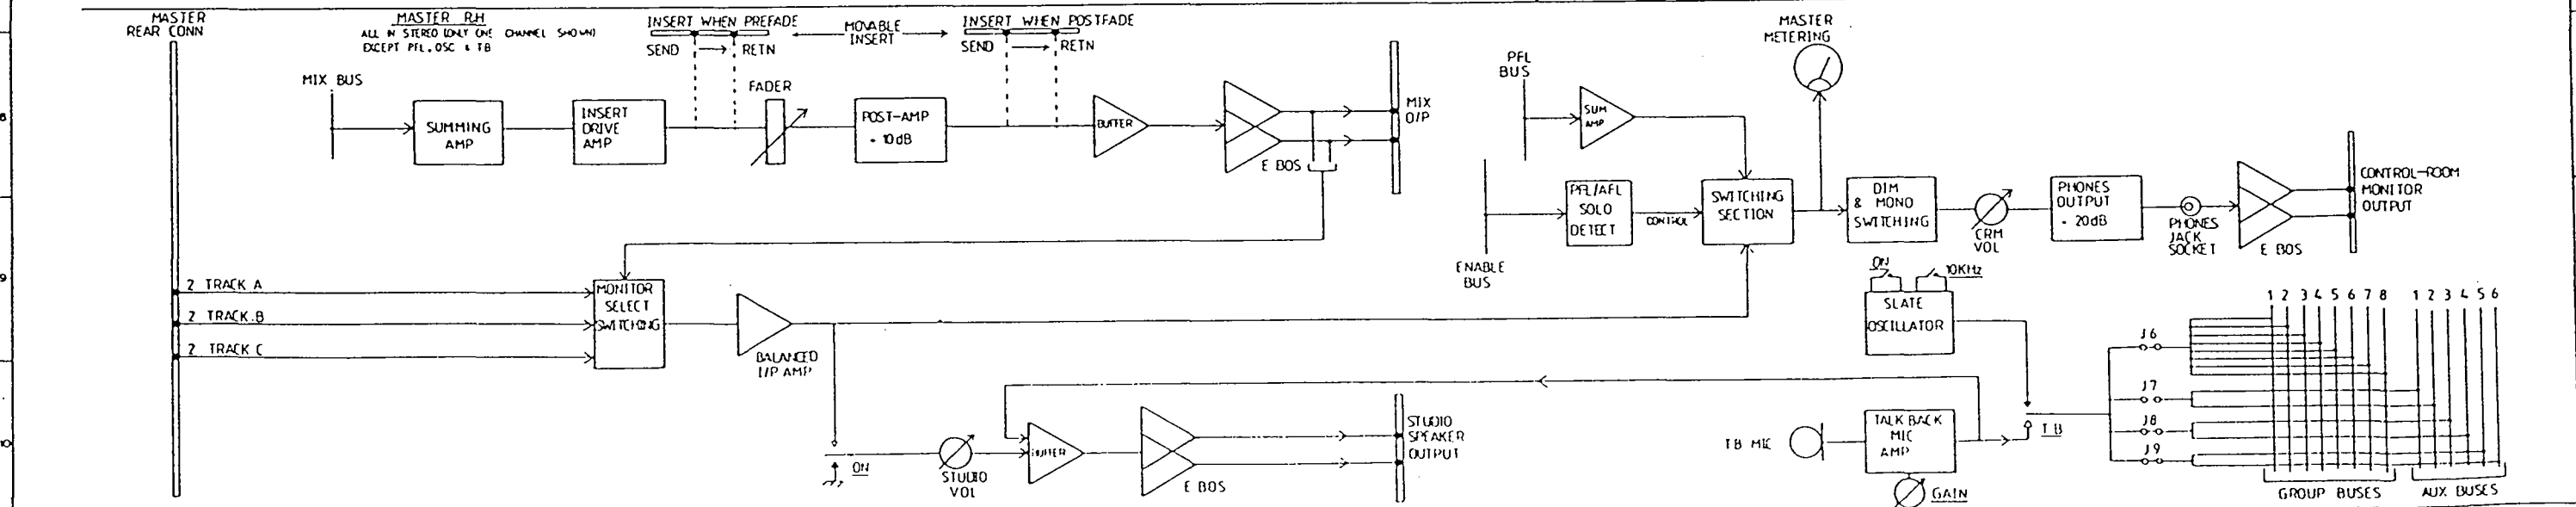 MASTER
REAR CONN
MASTER R.H
ALL IN STEREO (ONLY ONE CHANNEL SHOWN)
EXCEPT PFL, OSC & TB
INSERT WHEN PREFADE
SEND
RETN
MOVABLE
INSERT
INSERT WHEN POSTFADE
SEND
RETN
MIX BUS
SUMMING
AMP
INSERT
DRIVE
AMP
FADER
POST-AMP
10dB
BUFFER
E BOS
MIX
O/P
PFL
BUS
SUM
AMP
MASTER
METERING
ENABLE
BUS
PFL/AFL
SOLO
DETECT
CONTROL
SWITCHING
SECTION
DIM
& MONO
SWITCHING
CRM
VOL
PHONES
OUTPUT
20dB
PHONES
JACK
SOCKET
E BOS
CONTROL-ROOM
MONITOR
OUTPUT
8
9
10
2 TRACK A
2 TRACK.B
2 TRACK C
MONITOR
SELECT
SWITCHING
BALANCED
I/P AMP
ON
STUDIO
VOL
BUFFER
E BOS
STUDIO
SPEAKER
OUTPUT
ON
10KHz
SLATE
OSCILLATOR
TB MIC
TALK BACK
MIC
AMP
GAIN
TB
J6
J7
J8
J9
1 2 3 4 5 6 7 8
1 2 3 4 5 6
GROUP BUSES
AUX BUSES